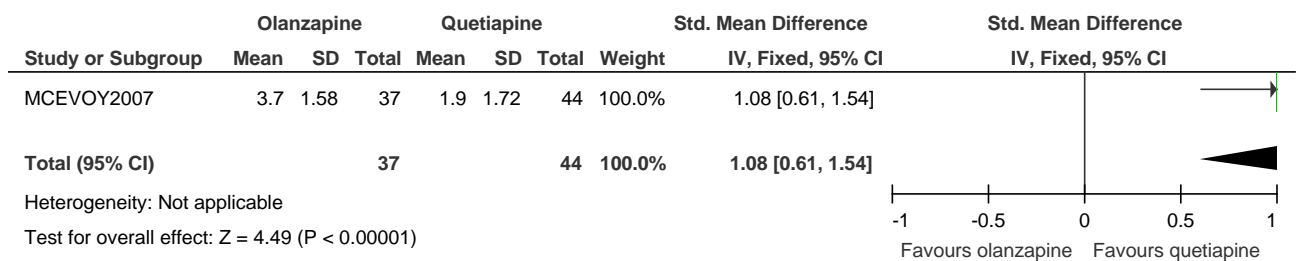 Olanzapine Quetiapine Std. Mean Difference Std. Mean Difference
Study or Subgroup Mean SD Total Mean SD Total Weight IV, Fixed, 95% CI IV, Fixed, 95% CI
MCEVOY2007 3.7 1.58 37 1.9 1.72 44 100.0% 1.08 [0.61, 1.54]
Total (95% CI) 37 44 100.0% 1.08 [0.61, 1.54]
Heterogeneity: Not applicable
Test for overall effect: Z = 4.49 (P < 0.00001)
-1 -0.5 0 0.5 1
Favours olanzapine Favours quetiapine